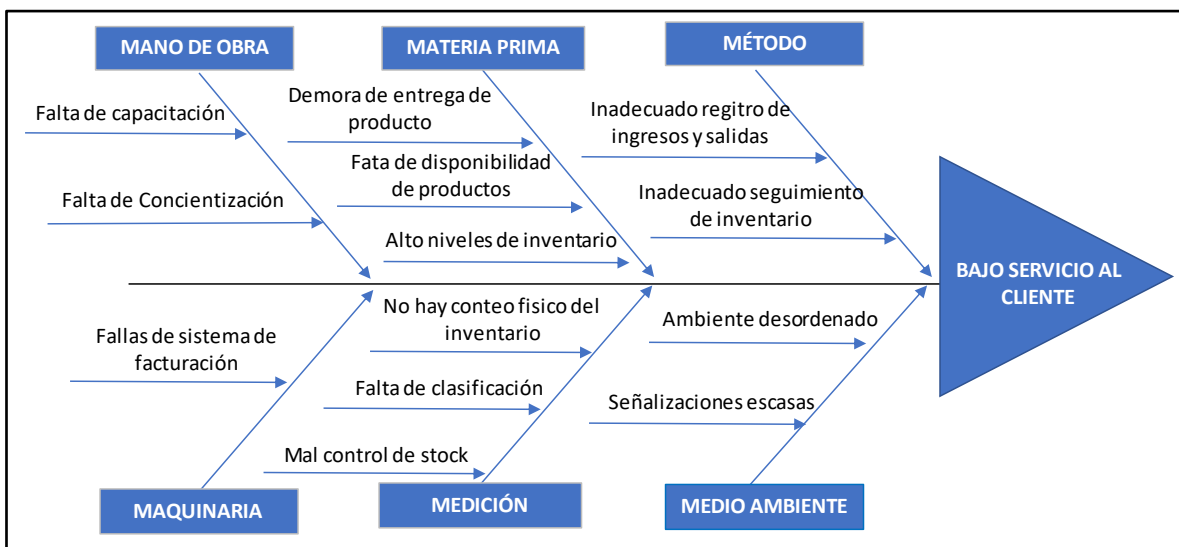 MANO DE OBRA
MATERIA PRIMA
MÉTODO
Falta de capacitación
Falta de Concientización
Demora de entrega de
producto
Fata de disponibilidad
de productos
Alto niveles de inventario
Inadecuado regitro de
ingresos y salidas
Inadecuado seguimiento
de inventario
BAJO SERVICIO AL
CLIENTE
Fallas de sistema de
facturación
No hay conteo fisico del
inventario
Falta de clasificación
Mal control de stock
Ambiente desordenado
Señalizaciones escasas
MAQUINARIA
MEDICIÓN
MEDIO AMBIENTE